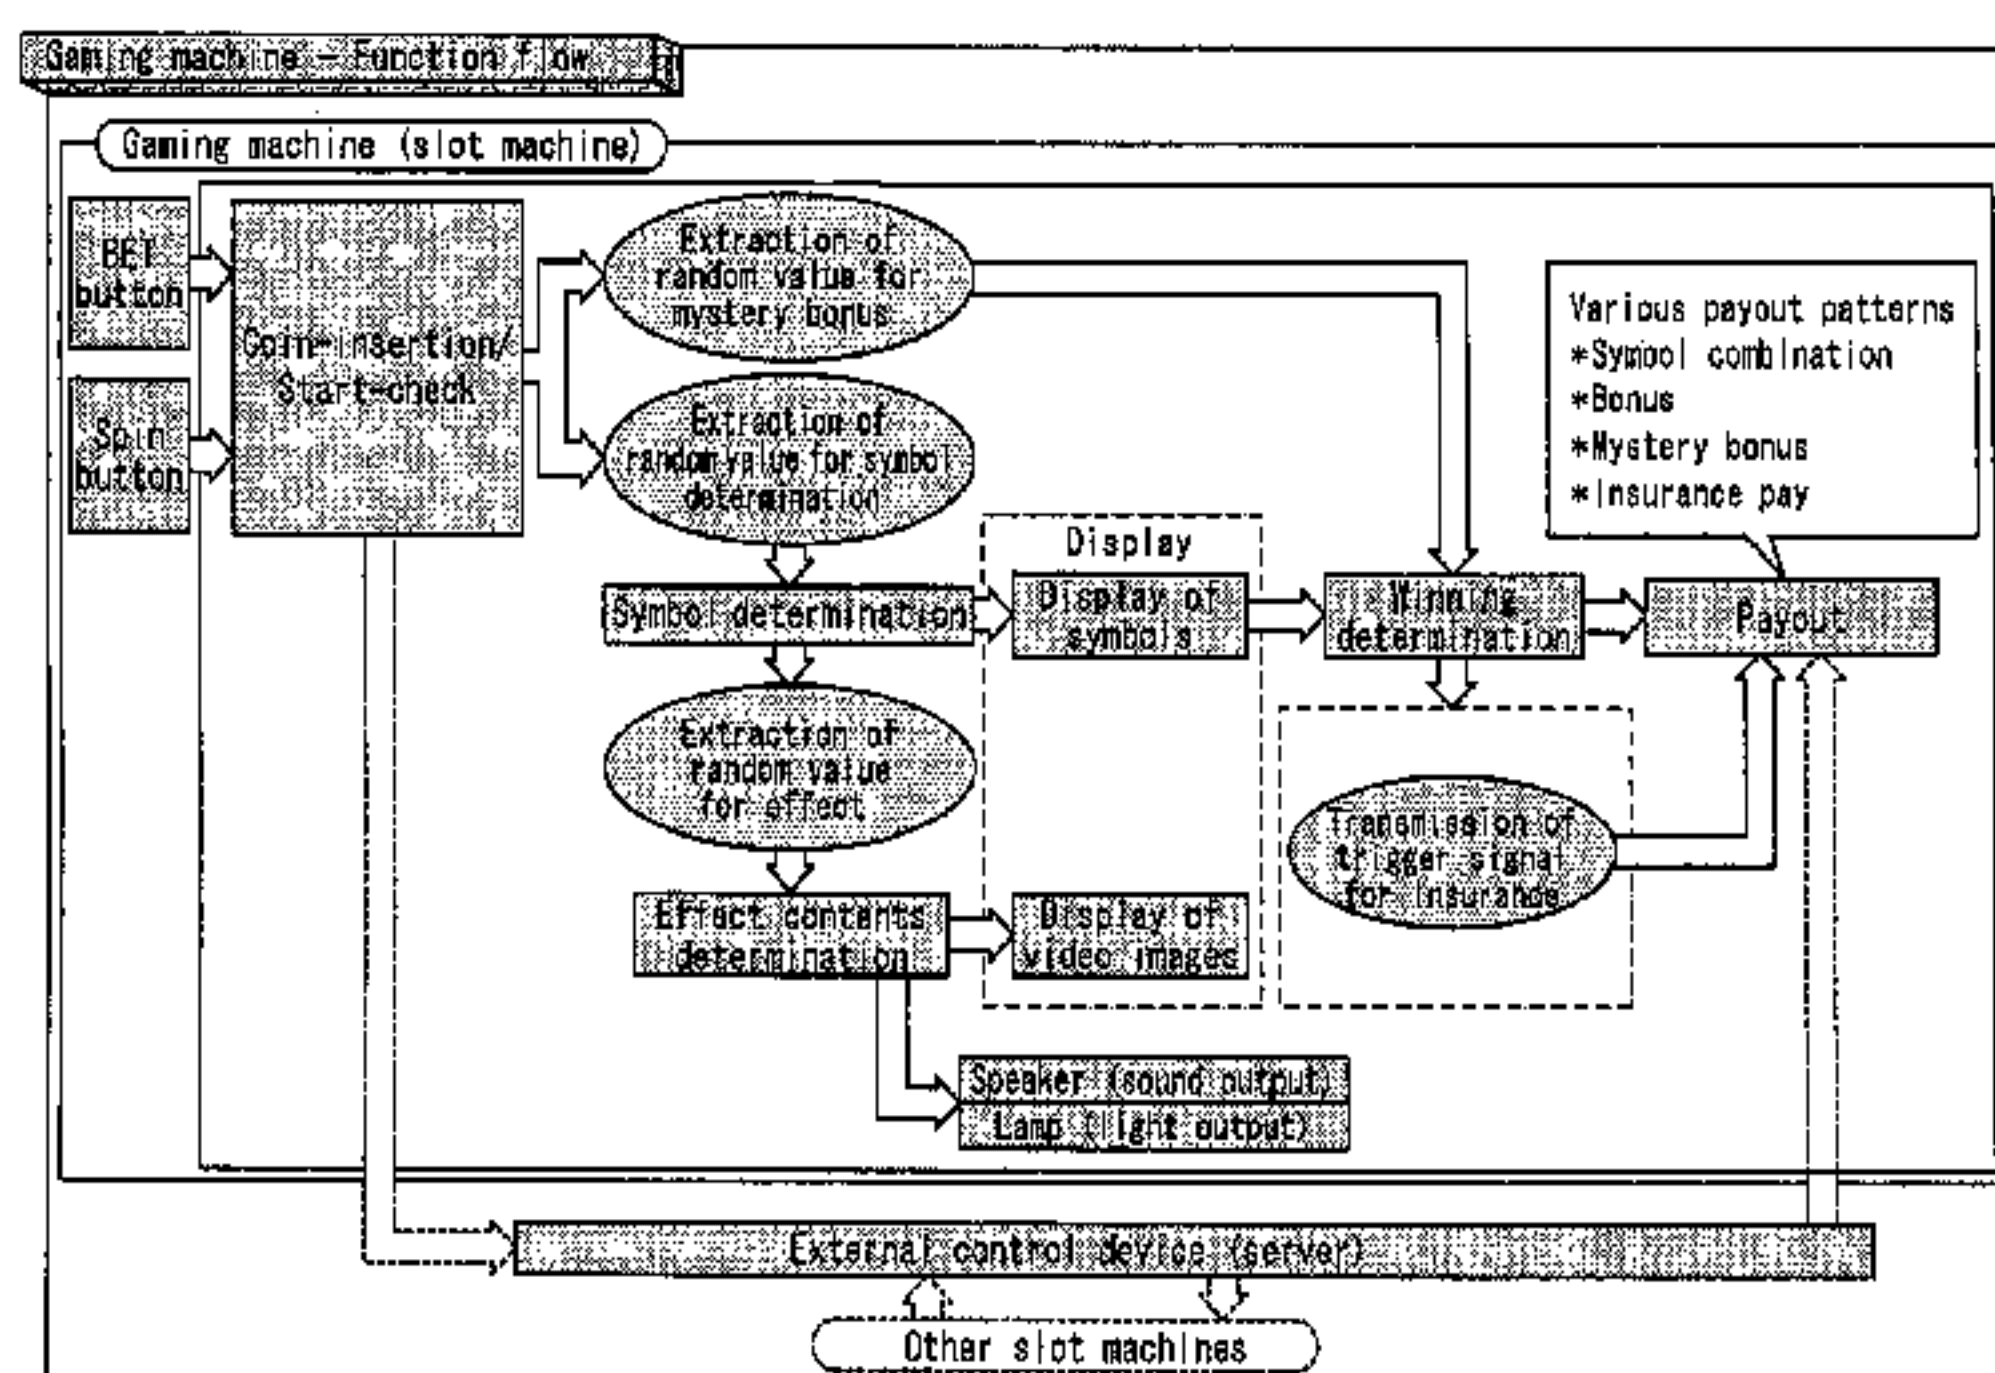 Gaming machine — Function flow
Gaming machine (slot machine)
BET
button
Spin
button
Coin-insertion/
Start-check
Extraction of
random value for
mystery bonus
Extraction of
random value for symbol
determination
Symbol determination
Extraction of
random value
for effect
Effect contents
determination
Display
Display of
symbols
Display of
video images
Speaker (sound output)
Lamp (light output)
Winning
determination
Transmission of
trigger signal
for insurance
Various payout patterns
*Symbol combination
*Bonus
*Mystery bonus
*Insurance pay
Payout
External control device (server)
Other slot machines